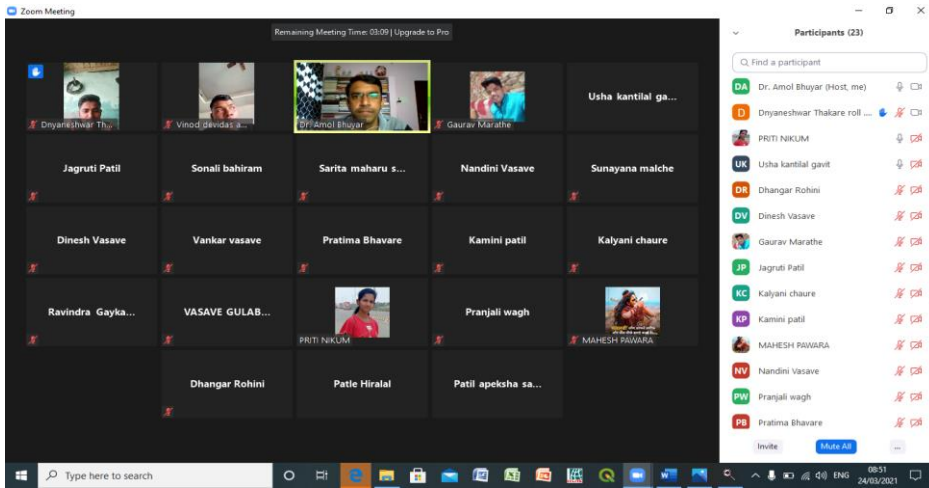 Zoom Meeting
Remaining Meeting Time: 03:09 | Upgrade to Pro
Dnyaneshwar Th...
Vinod devidas a...
Dr. Amol Bhuyar
Gaurav Marathe
Usha kantilal ga...
Jagruti Patil
Sonali bahiram
Sarita maharu s...
Nandini Vasave
Sunayana malche
Dinesh Vasave
Vankar vasave
Pratima Bhavare
Kamini patil
Kalyani chaure
Ravindra Gayka...
VASAVE GULAB...
PRITI NIKUM
Pranjali wagh
MAHESH PAWARA
Dhangar Rohini
Patle Hiralal
Patil apeksha sa...
Participants (23)
Find a participant
DA Dr. Amol Bhuyar (Host, me)
D Dnyaneshwar Thakare roll ....
PRITI NIKUM
UK Usha kantilal gavit
DR Dhangar Rohini
DV Dinesh Vasave
Gaurav Marathe
JP Jagruti Patil
KC Kalyani chaure
KP Kamini patil
MAHESH PAWARA
NV Nandini Vasave
PW Pranjali wagh
PB Pratima Bhavare
Invite
Mute All
...
Type here to search
ENG
08:51
24/03/2021